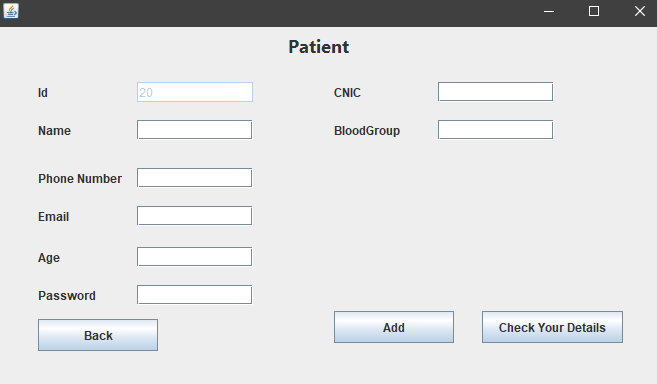 Patient
Id 20 CNIC
Name BloodGroup
Phone Number
Email
Age
Password
Back Add Check Your Details